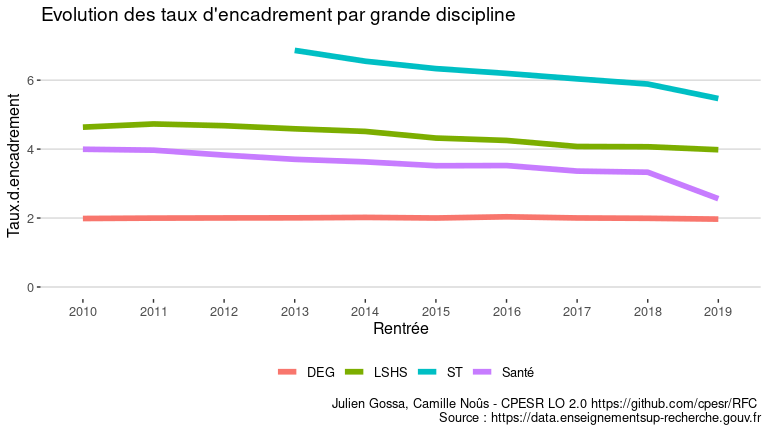 Evolution des taux d'encadrement par grande discipline
Taux.d.encadrement
6
4
2
0
2010 2011 2012 2013 2014 2015 2016 2017 2018 2019
Rentrée
DEG LSHS ST Santé
Julien Gossa, Camille Noûs - CPESR LO 2.0 https://github.com/cpesr/RFC
Source : https://data.enseignementsup-recherche.gouv.fr